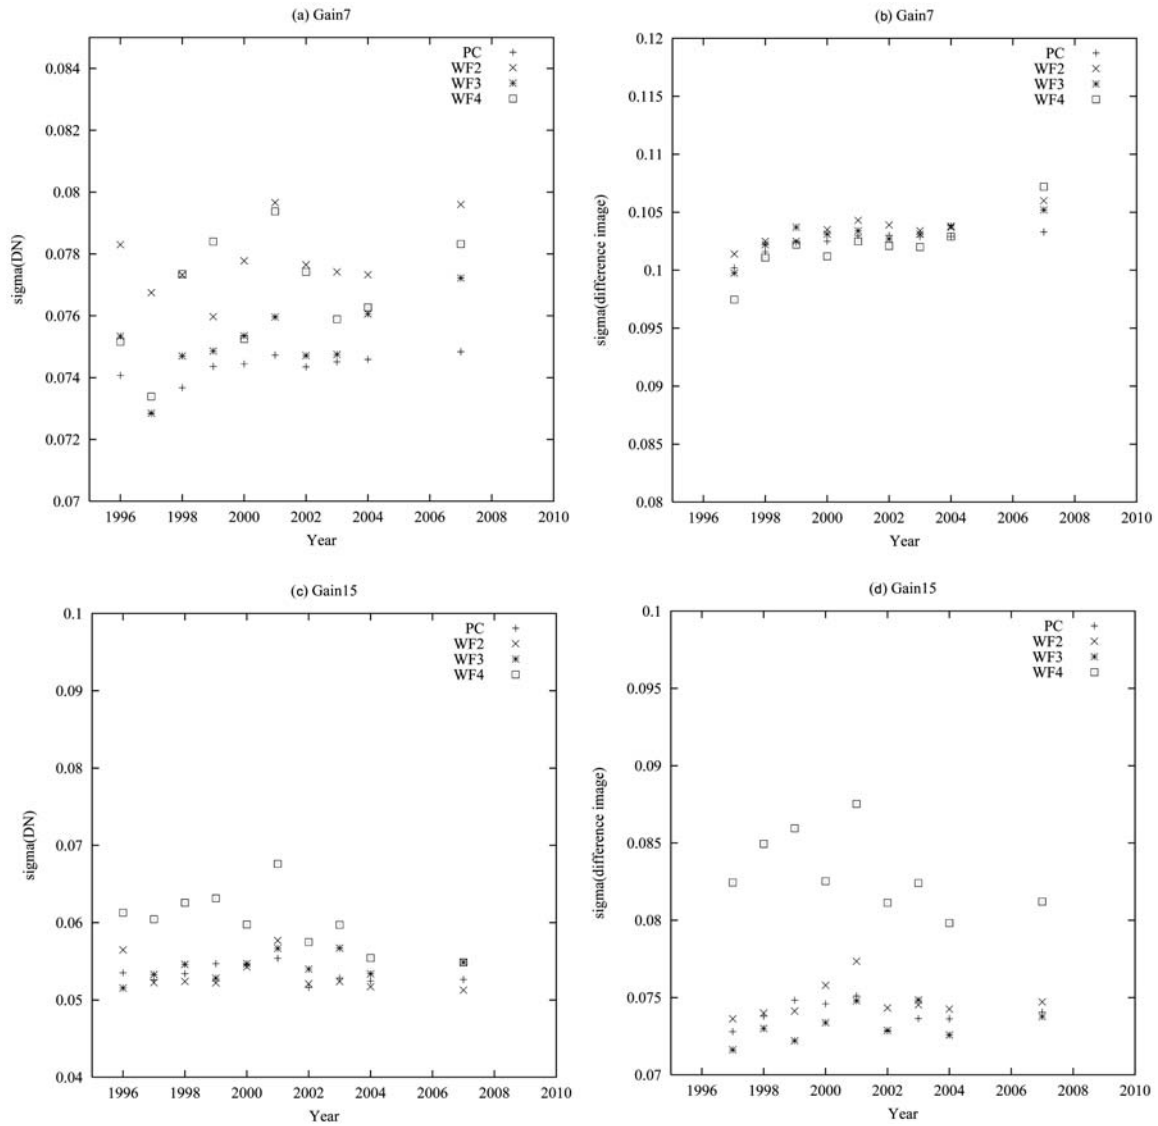 (a) Gain7
0.084
0.082
0.08
0.078
0.076
0.074
0.072
0.07
sigma(DN)
PC
WF2
WF3
WF4
1996 1998 2000 2002 2004 2006 2008 2010
Year
(b) Gain7
0.12
0.115
0.11
0.105
0.1
0.095
0.09
0.085
0.08
sigma(difference image)
PC
WF2
WF3
WF4
1996 1998 2000 2002 2004 2006 2008 2010
Year
(c) Gain15
0.1
0.09
0.08
0.07
0.06
0.05
0.04
sigma(DN)
PC
WF2
WF3
WF4
1996 1998 2000 2002 2004 2006 2008 2010
Year
(d) Gain15
0.1
0.095
0.09
0.085
0.08
0.075
0.07
sigma(difference image)
PC
WF2
WF3
WF4
1996 1998 2000 2002 2004 2006 2008 2010
Year